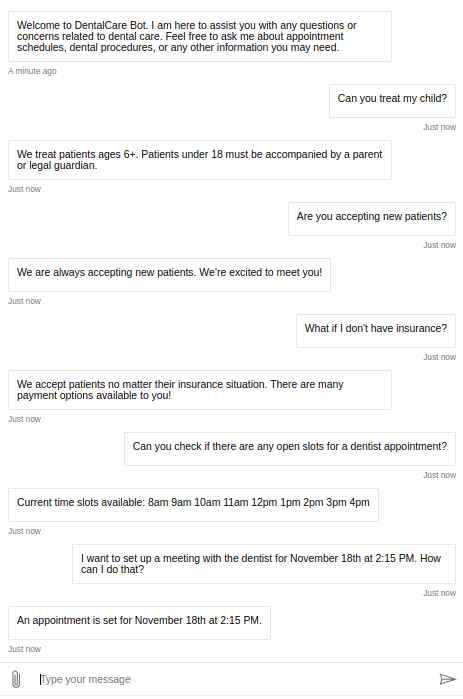 Welcome to DentalCare Bot. I am here to assist you with any questions or
concerns related to dental care. Feel free to ask me about appointment
schedules, dental procedures, or any other information you may need.
A minute ago
Can you treat my child?
Just now
We treat patients ages 6+. Patients under 18 must be accompanied by a parent
or legal guardian.
Just now
Are you accepting new patients?
Just now
We are always accepting new patients. We're excited to meet you!
Just now
What if I don't have insurance?
Just now
We accept patients no matter their insurance situation. There are many
payment options available to you!
Just now
Can you check if there are any open slots for a dentist appointment?
Just now
Current time slots available: 8am 9am 10am 11am 12pm 1pm 2pm 3pm 4pm
Just now
I want to set up a meeting with the dentist for November 18th at 2:15 PM. How
can I do that?
Just now
An appointment is set for November 18th at 2:15 PM.
Just now
Type your message